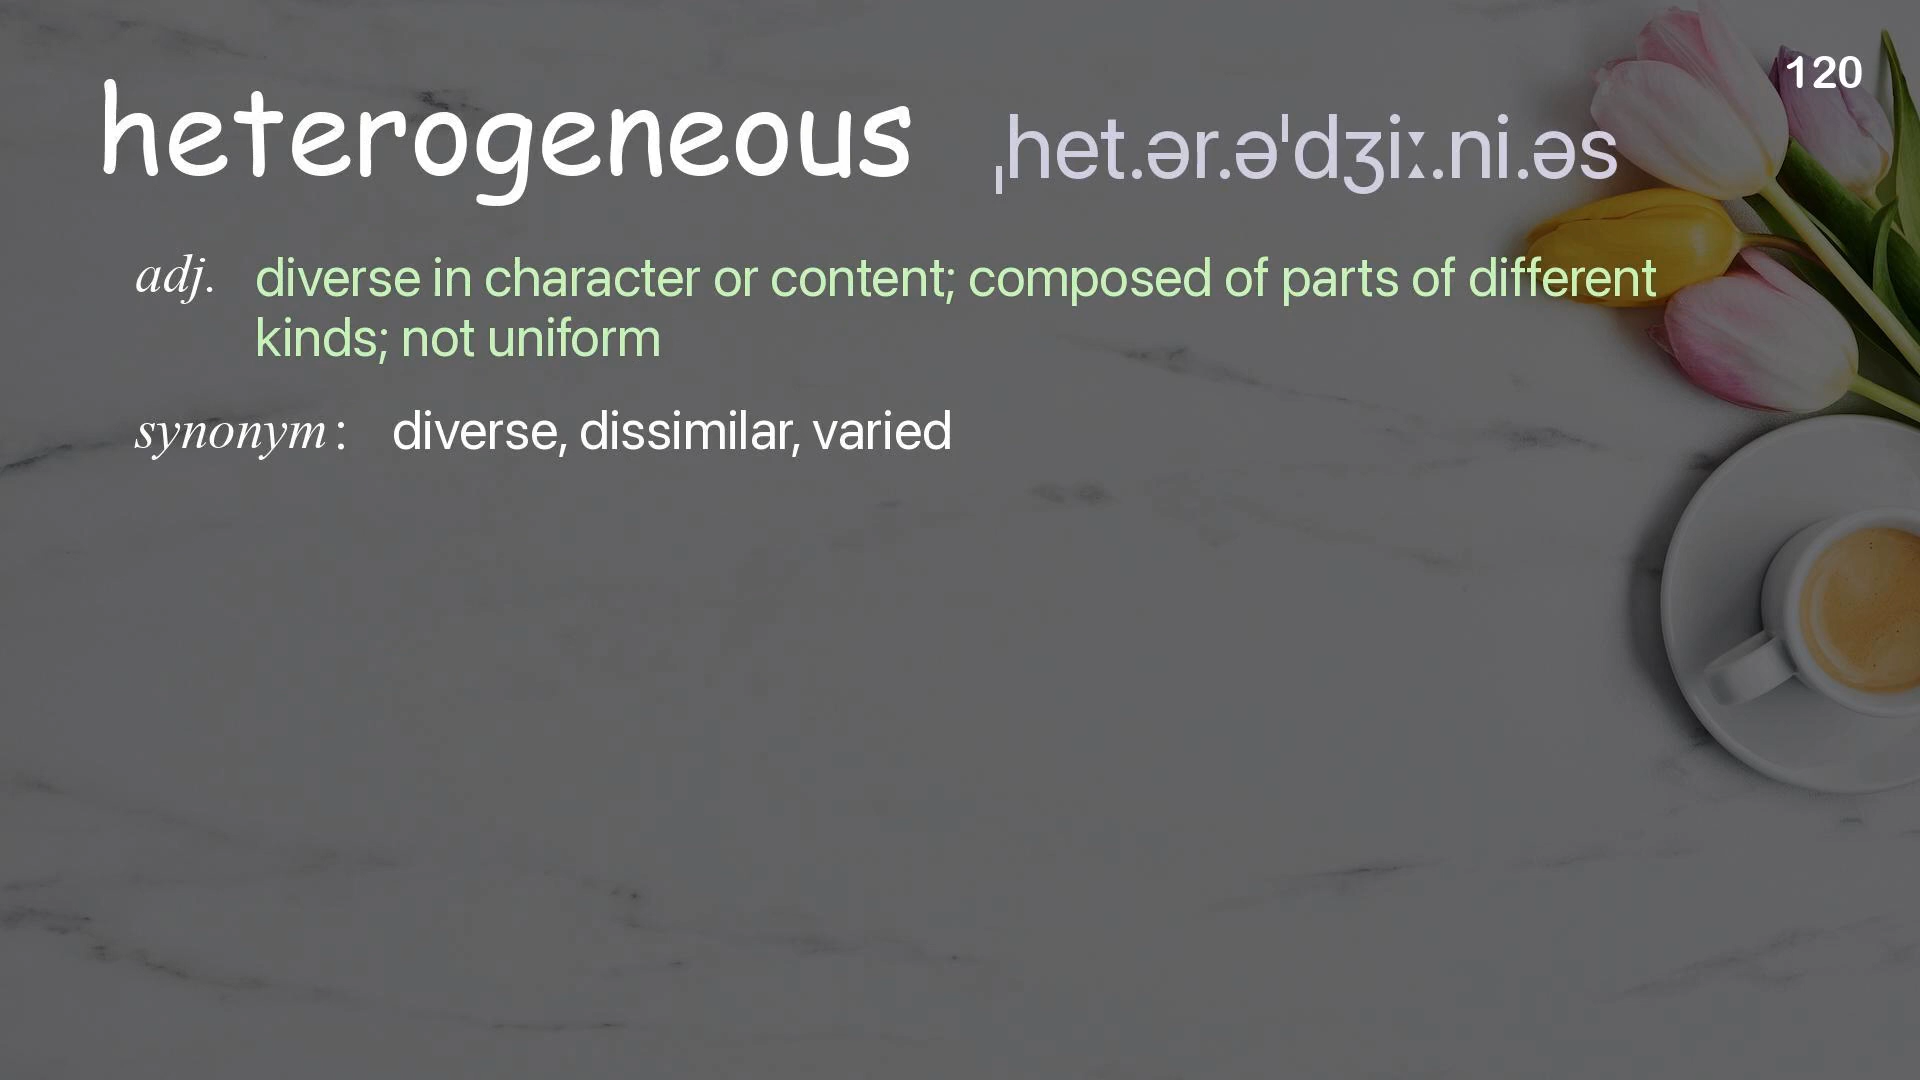 120
heterogeneous ˌhet.ər.əˈdʒiː.ni.əs
adj. diverse in character or content; composed of parts of different
kinds; not uniform
synonym: diverse, dissimilar, varied